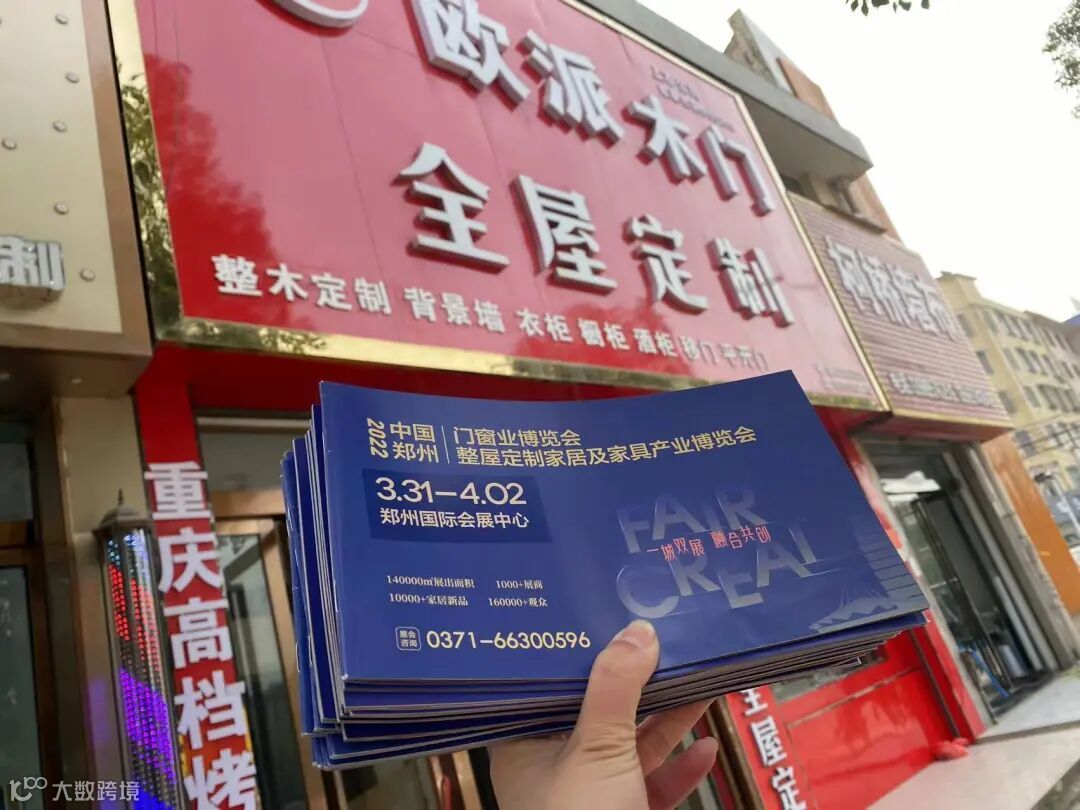 欧派木门
全屋定制
整木定制 背景墙 衣柜 橱柜 酒柜 移门 平开门
制
柯桥窗布
重庆高档烤
2022
中国
郑州
门窗业博览会
整屋定制家居及家具产业博览会
3.31—4.02
郑州国际会展中心
FAIR
一城双展 融合共创
CREAT
140000㎡展出面积 1000+展商
10000+家居新品 160000+观众
展会
咨询
0371-66300596
全屋定
大数跨境